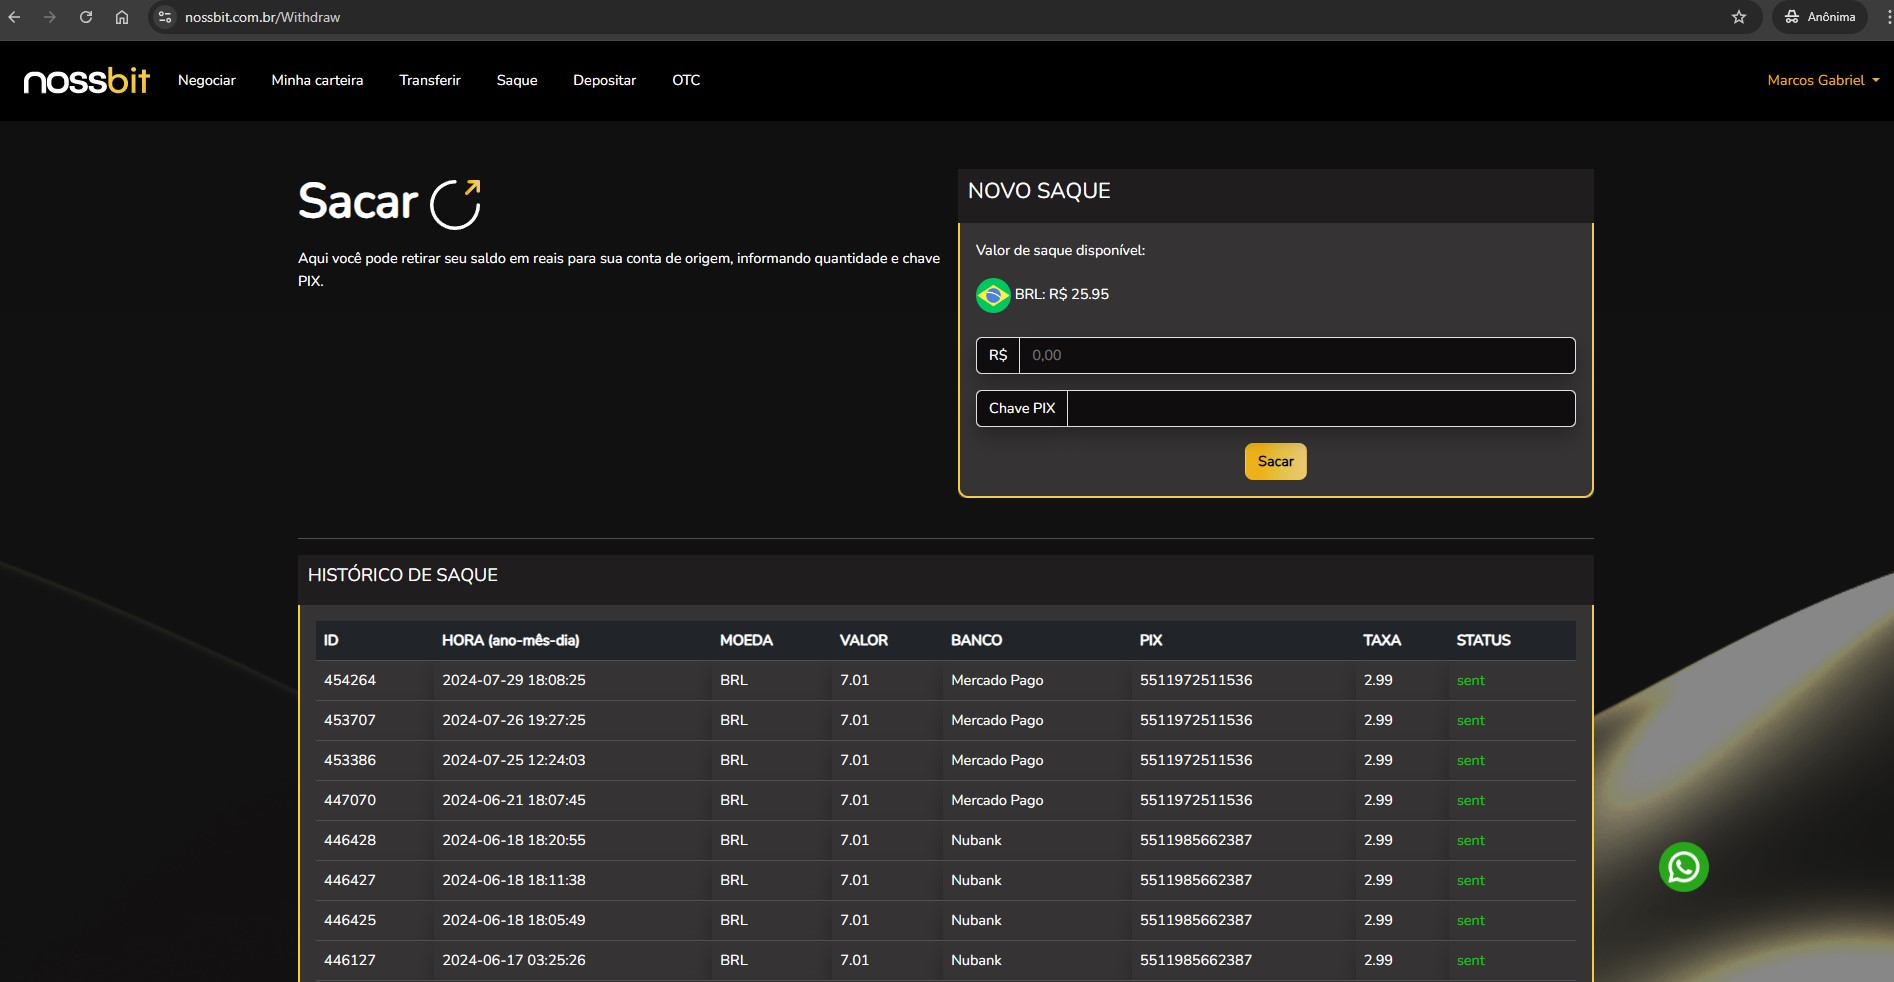 nossbit.com.br/Withdraw
Anônima
nossbit Negociar Minha carteira Transferir Saque Depositar OTC Marcos Gabriel
Sacar
Aqui você pode retirar seu saldo em reais para sua conta de origem, informando quantidade e chave
PIX.
NOVO SAQUE
Valor de saque disponível:
BRL: R$ 25.95
R$ 0,00
Chave PIX
Sacar
HISTÓRICO DE SAQUE
ID HORA (ano-mês-dia) MOEDA VALOR BANCO PIX TAXA STATUS
454264 2024-07-29 18:08:25 BRL 7.01 Mercado Pago 5511972511536 2.99 sent
453707 2024-07-26 19:27:25 BRL 7.01 Mercado Pago 5511972511536 2.99 sent
453386 2024-07-25 12:24:03 BRL 7.01 Mercado Pago 5511972511536 2.99 sent
447070 2024-06-21 18:07:45 BRL 7.01 Mercado Pago 5511972511536 2.99 sent
446428 2024-06-18 18:20:55 BRL 7.01 Nubank 5511985662387 2.99 sent
446427 2024-06-18 18:11:38 BRL 7.01 Nubank 5511985662387 2.99 sent
446425 2024-06-18 18:05:49 BRL 7.01 Nubank 5511985662387 2.99 sent
446127 2024-06-17 03:25:26 BRL 7.01 Nubank 5511985662387 2.99 sent